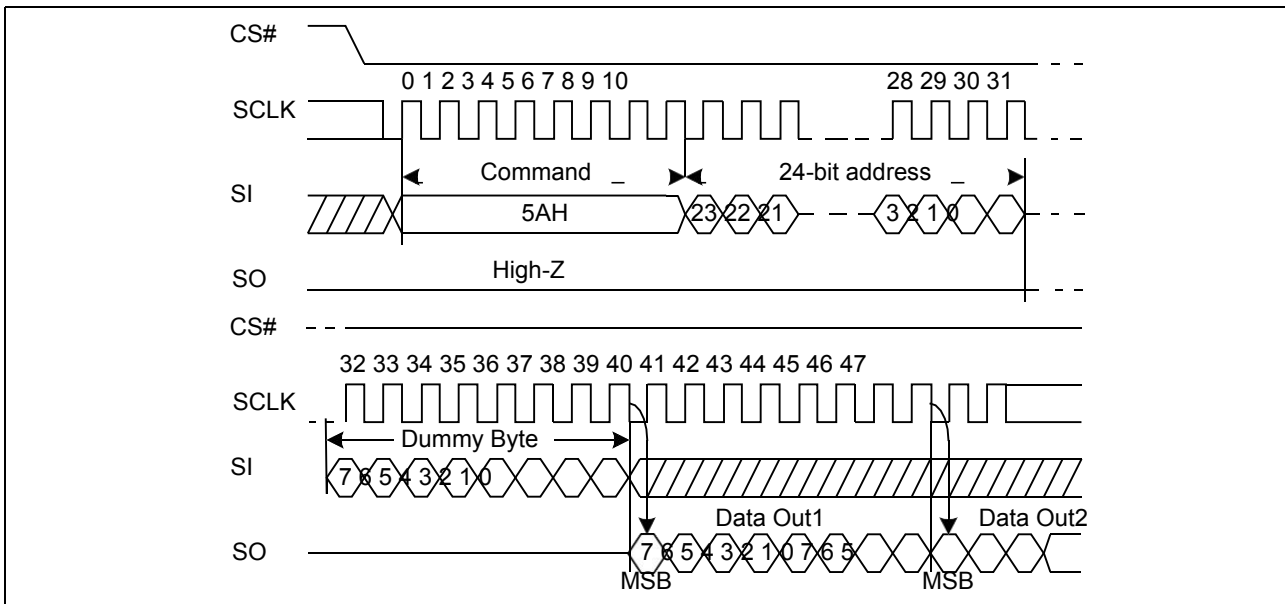 CS#
0 1 2 3 4 5 6 7 8 9 10 28 29 30 31
SCLK
Command 24-bit address
SI
5AH 23 22 21 3 2 1 0
SO High-Z
CS#
32 33 34 35 36 37 38 39 40 41 42 43 44 45 46 47
SCLK
Dummy Byte
SI
7 6 5 4 3 2 1 0
Data Out1 Data Out2
SO
7 6 5 4 3 2 1 0 7 6 5
MSB MSB